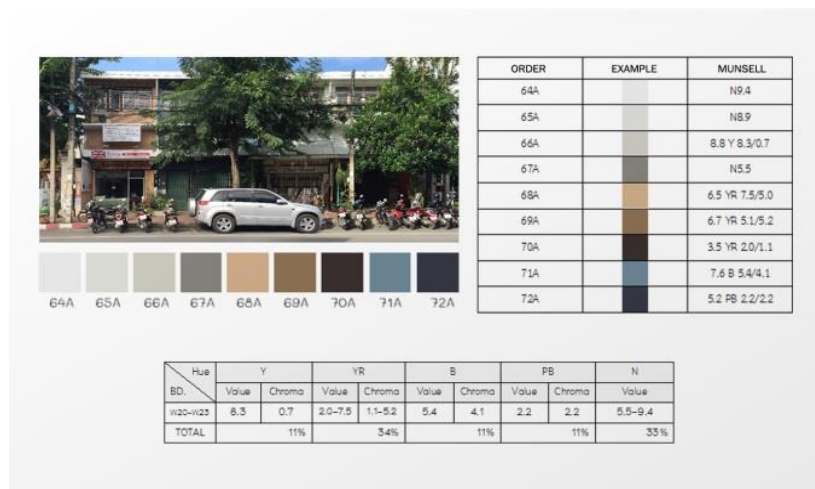 ORDER EXAMPLE MUNSELL
64A N9.4
65A N8.9
66A 8.8 Y 8.3/0.7
67A N5.5
68A 6.5 YR 7.5/5.0
69A 6.7 YR 5.1/5.2
70A 3.5 YR 2.0/1.1
71A 7.6 B 5.4/4.1
72A 5.2 PB 2.2/2.2
64A 65A 66A 67A 68A 69A 70A 71A 72A
Hue Y YR B PB N
BD. Value Chroma Value Chroma Value Chroma Value Chroma Value
W20-W23 8.3 0.7 2.0-7.5 1.1-5.2 5.4 4.1 2.2 2.2 5.5-9.4
TOTAL 11% 34% 11% 11% 33%